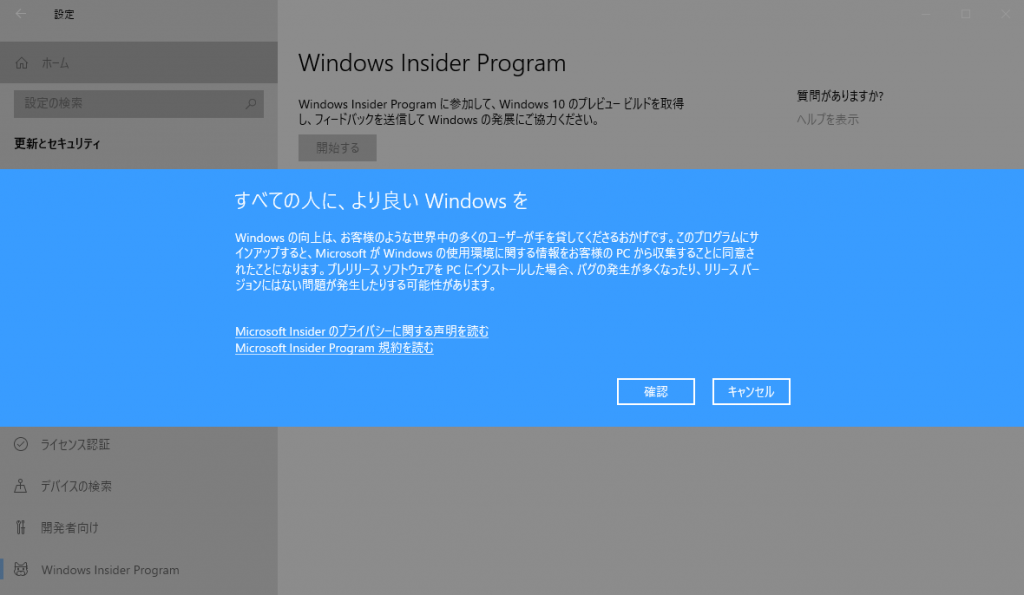 設定
ホーム
設定の検索
更新とセキュリティ
Windows Insider Program
Windows Insider Program に参加して、Windows 10 のプレビュー ビルドを取得
し、フィードバックを送信して Windows の発展にご協力ください。
開始する
質問がありますか?
ヘルプを表示
すべての人に、より良い Windows を
Windows の向上は、お客様のような世界中の多くのユーザーが手を貸してくださるおかげです。このプログラムにサ
インアップすると、Microsoft が Windows の使用環境に関する情報をお客様の PC から収集することに同意さ
れたことになります。プレリリース ソフトウェアを PC にインストールした場合、バグの発生が多くなったり、リリース バー
ジョンにはない問題が発生したりする可能性があります。
Microsoft Insider のプライバシーに関する声明を読む
Microsoft Insider Program 規約を読む
確認
キャンセル
ライセンス認証
デバイスの検索
開発者向け
Windows Insider Program